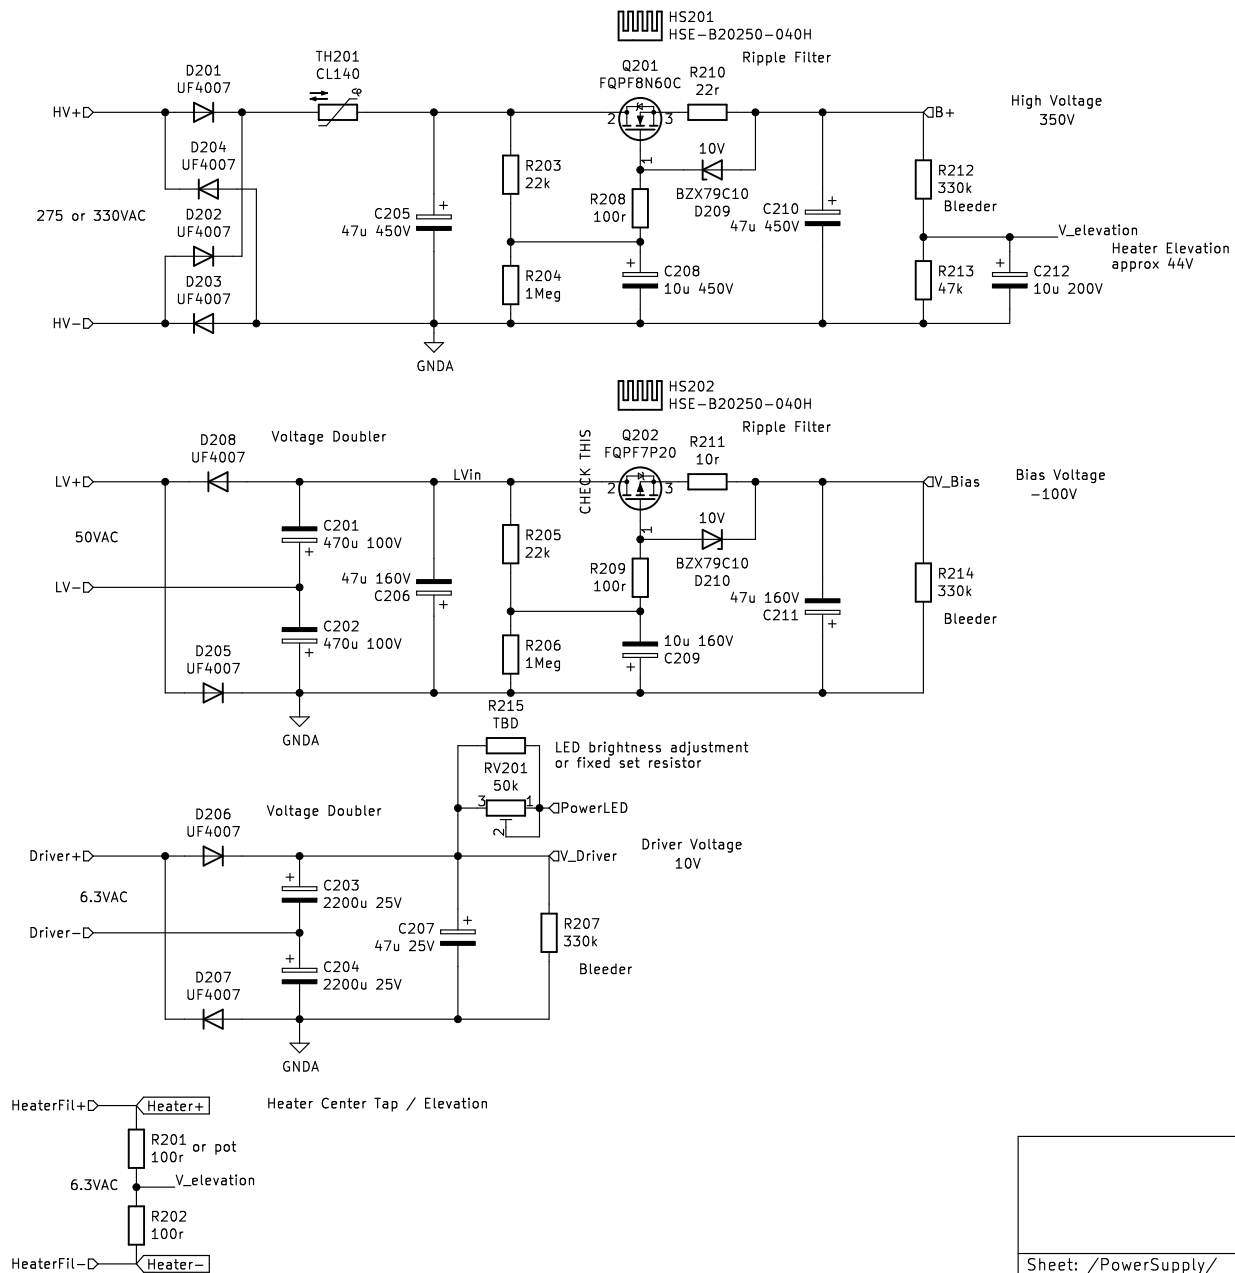 HS201
HSE-B20250-040H
Ripple Filter
TH201
CL140
D201
UF4007
Q201
FQPF8N60C
R210
22r
HV+
2
3
1
B+
High Voltage
350V
D204
UF4007
10V
BZX79C10
D209
R203
22k
R208
100r
R212
330k
Bleeder
275 or 330VAC
D202
UF4007
C205
47u 450V
+
C210
47u 450V
+
V_elevation
Heater Elevation
approx 44V
D203
UF4007
R204
1Meg
+
C208
10u 450V
R213
47k
+
C212
10u 200V
HV-
GNDA
HS202
HSE-B20250-040H
Ripple Filter
D208
UF4007
Voltage Doubler
CHECK THIS
Q202
FQPF7P20
R211
10r
LV+
LVin
2
3
1
V_Bias
Bias Voltage
-100V
50VAC
C201
470u 100V
+
R205
22k
10V
BZX79C10
D210
LV-
47u 160V
C206
+
R209
100r
47u 160V
C211
+
R214
330k
Bleeder
C202
470u 100V
+
R206
1Meg
10u 160V
C209
+
D205
UF4007
GNDA
R215
TBD
LED brightness adjustment
or fixed set resistor
RV201
50k
3
1
2
PowerLED
D206
UF4007
Voltage Doubler
Driver+
V_Driver
Driver Voltage
10V
6.3VAC
+
C203
2200u 25V
C207
47u 25V
+
R207
330k
Bleeder
Driver-
+
C204
2200u 25V
D207
UF4007
GNDA
HeaterFil+
Heater+
Heater Center Tap / Elevation
R201
100r
or pot
6.3VAC
V_elevation
R202
100r
HeaterFil-
Heater-
Sheet: /PowerSupply/